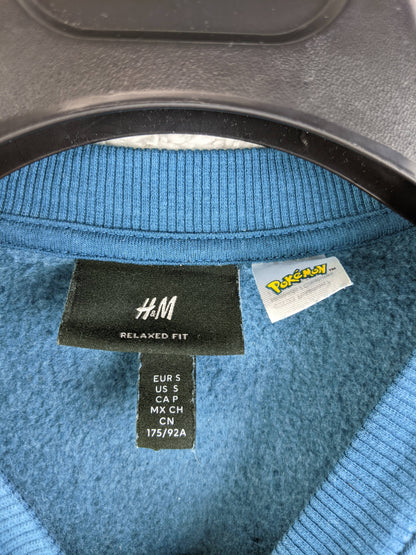 H&M
RELAXED FIT
EUR S
US S
CA P
MX CH
CN
175/92A
POKéMON